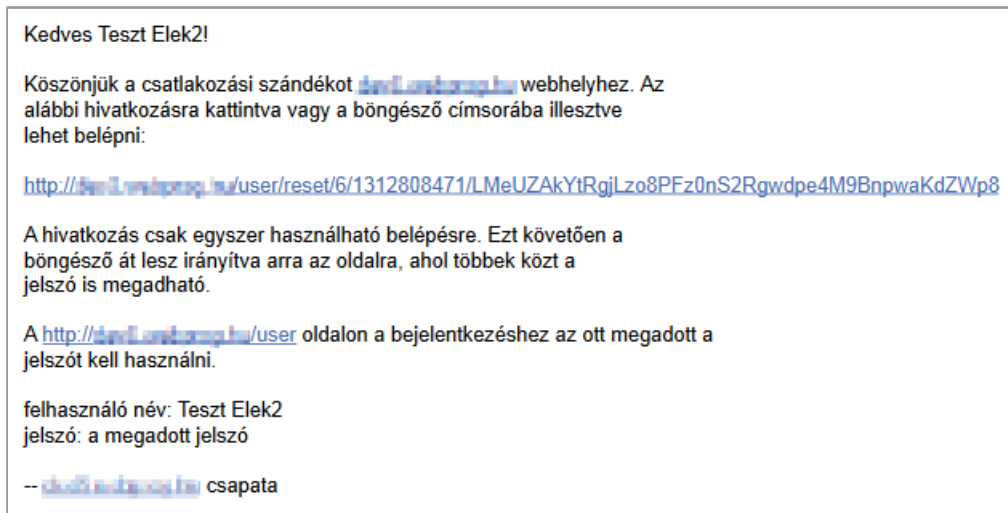 Kedves Teszt Elek2!
Köszönjük a csatlakozási szándékot webhelyhez. Az
alábbi hivatkozásra kattintva vagy a böngésző címsorába illesztve
lehet belépni:
http:///user/reset/6/1312808471/LMeUZAkYtRgjLzo8PFz0nS2Rgwdpe4M9BnpwaKdZWp8
A hivatkozás csak egyszer használható belépésre. Ezt követően a
böngésző át lesz irányítva arra az oldalra, ahol többek közt a
jelszó is megadható.
A http:///user oldalon a bejelentkezéshez az ott megadott a
jelszót kell használni.
felhasználó név: Teszt Elek2
jelszó: a megadott jelszó
-- csapata